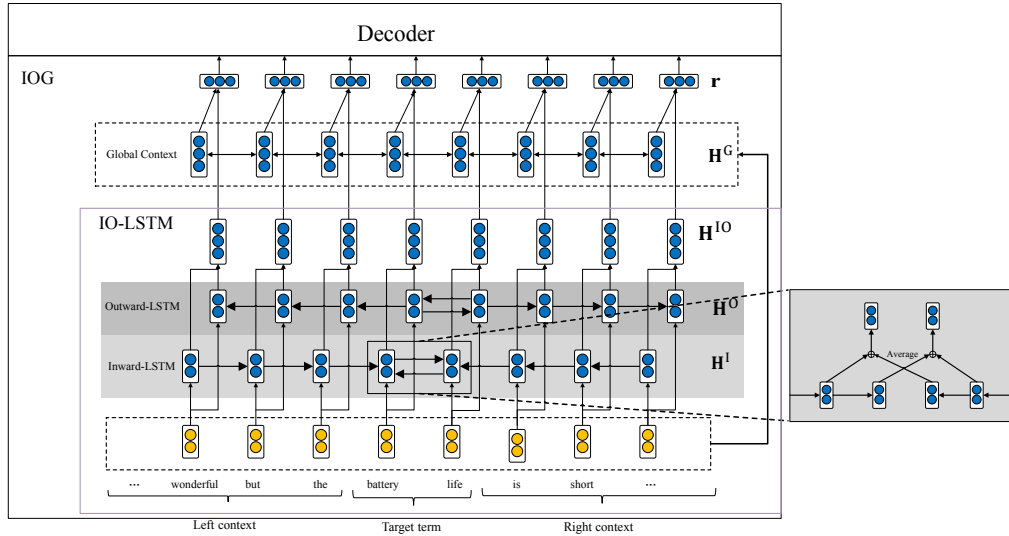 Decoder
IOG
r
Global Context
H^G
IO-LSTM
H^IO
Outward-LSTM
H^O
Inward-LSTM
H^I
Average
... wonderful but the battery life is short ...
Left context Target term Right context